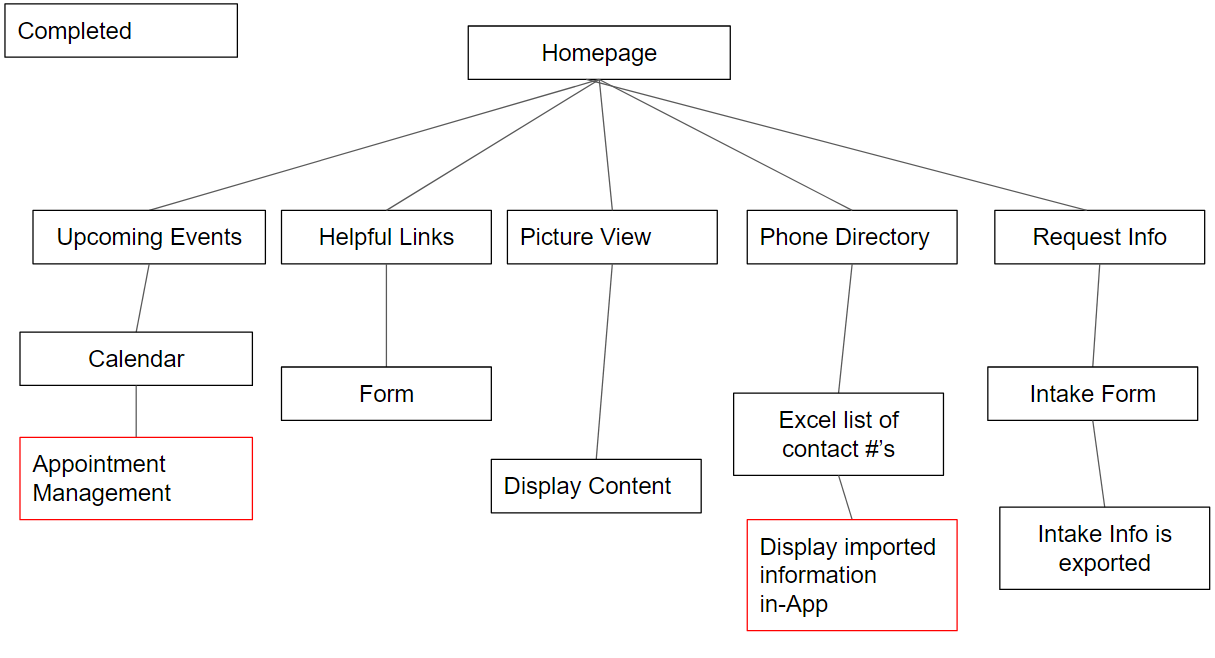 Completed
Homepage
Upcoming Events
Helpful Links
Picture View
Phone Directory
Request Info
Calendar
Form
Intake Form
Excel list of
contact #’s
Appointment
Management
Display Content
Intake Info is
exported
Display imported
information
in-App